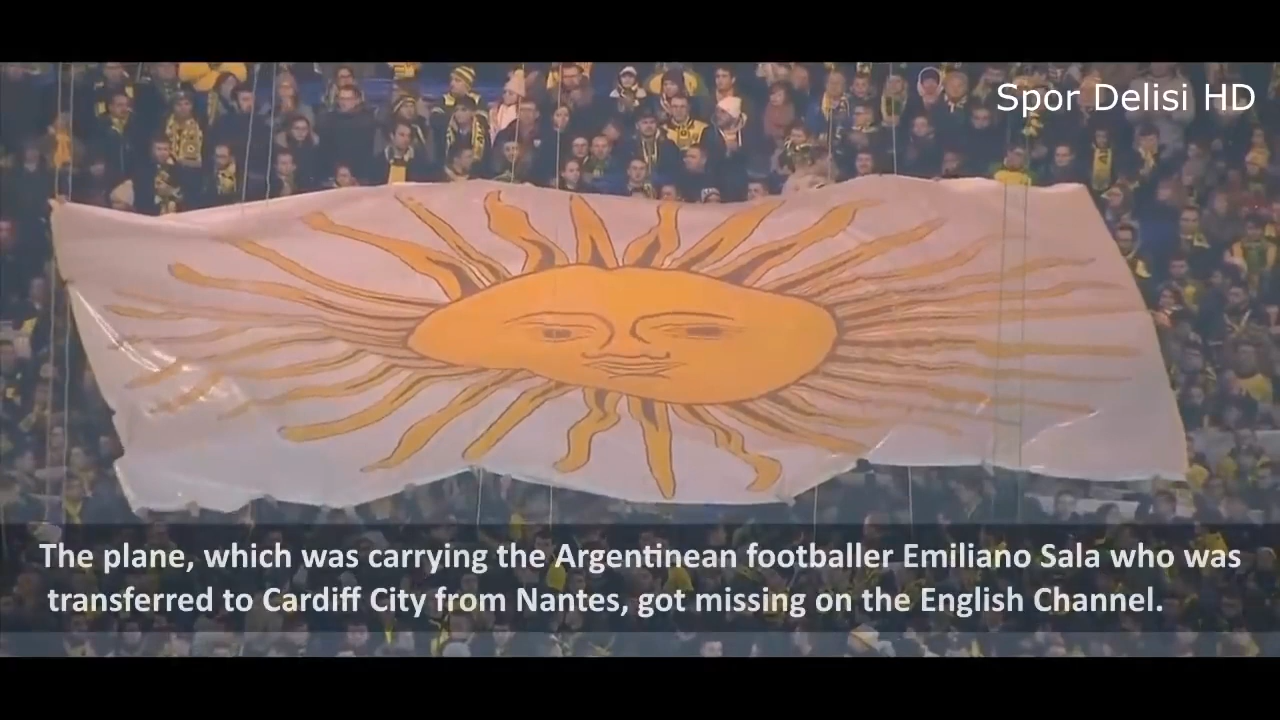 Spor Delisi HD
The plane, which was carrying the Argentinean footballer Emiliano Sala who was
transferred to Cardiff City from Nantes, got missing on the English Channel.